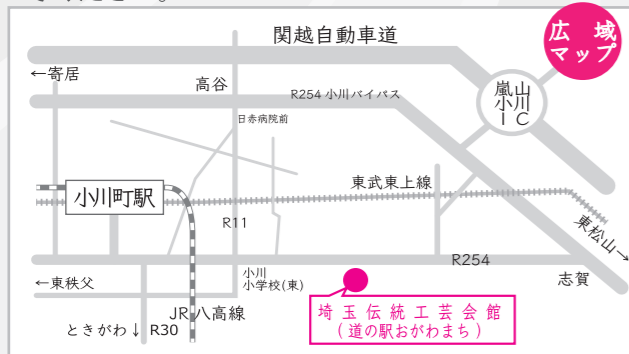 関越自動車道
広域
マップ
←寄居
高谷
嵐山
小川
IC
R254 小川バイパス
日赤病院前
小川町駅
東武東上線
R11
東松山→
R254
志賀
←東秩父
小川
小学校(東)
JR八高線
ときがわ↓ R30
埼玉伝統工芸会館
(道の駅おがわまち)